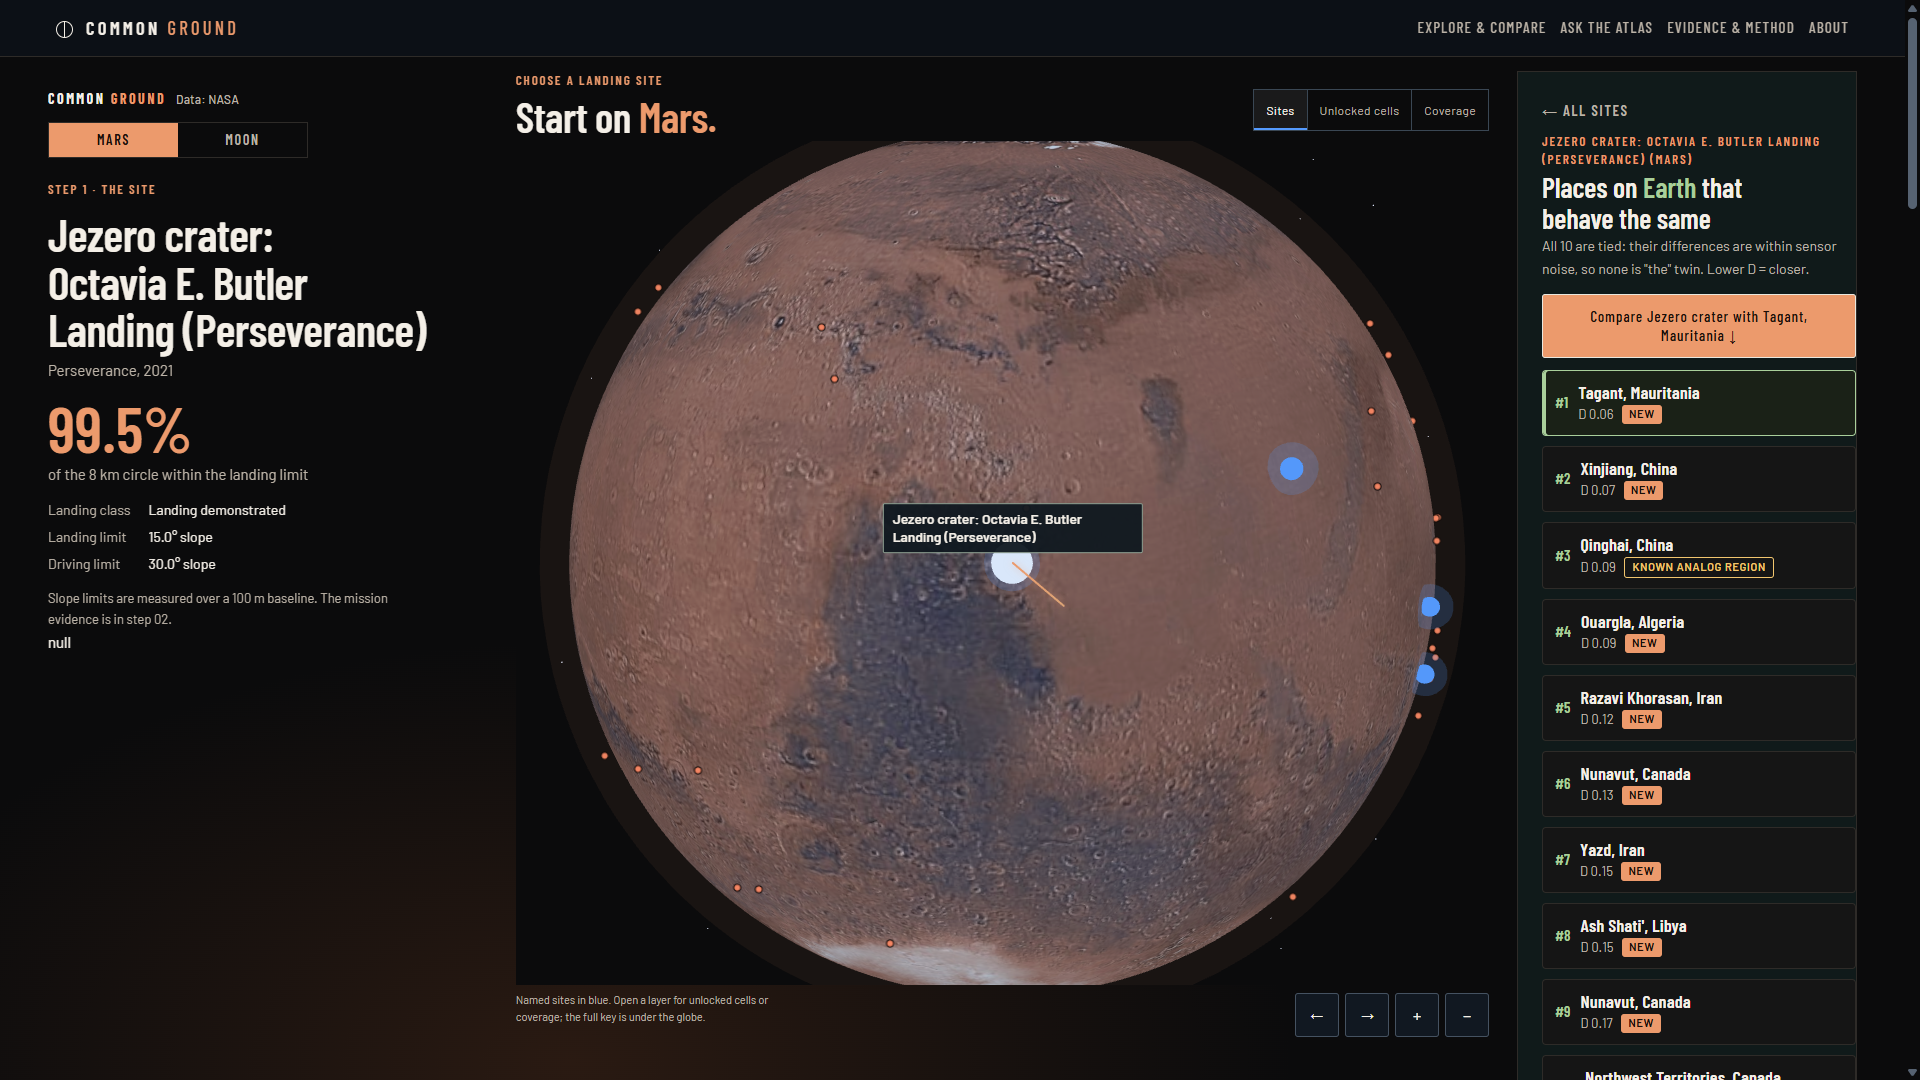 COMMON GROUND
EXPLORE & COMPARE
ASK THE ATLAS
EVIDENCE & METHOD
ABOUT
COMMON GROUND Data: NASA
MARS
MOON
STEP 1 · THE SITE
Jezero crater:
Octavia E. Butler
Landing (Perseverance)
Perseverance, 2021
99.5%
of the 8 km circle within the landing limit
Landing class Landing demonstrated
Landing limit 15.0° slope
Driving limit 30.0° slope
Slope limits are measured over a 100 m baseline. The mission
evidence is in step 02.
null
CHOOSE A LANDING SITE
Start on Mars.
Sites
Unlocked cells
Coverage
Jezero crater: Octavia E. Butler
Landing (Perseverance)
Named sites in blue. Open a layer for unlocked cells or
coverage; the full key is under the globe.
← → + −
← ALL SITES
JEZERO CRATER: OCTAVIA E. BUTLER LANDING
(PERSEVERANCE) (MARS)
Places on Earth that
behave the same
All 10 are tied: their differences are within sensor
noise, so none is "the" twin. Lower D = closer.
Compare Jezero crater with Tagant,
Mauritania ↓
#1 Tagant, Mauritania
D 0.06 NEW
#2 Xinjiang, China
D 0.07 NEW
#3 Qinghai, China
D 0.09 KNOWN ANALOG REGION
#4 Ouargla, Algeria
D 0.09 NEW
#5 Razavi Khorasan, Iran
D 0.12 NEW
#6 Nunavut, Canada
D 0.13 NEW
#7 Yazd, Iran
D 0.15 NEW
#8 Ash Shati', Libya
D 0.15 NEW
#9 Nunavut, Canada
D 0.17 NEW
Northwest Territories, Canada